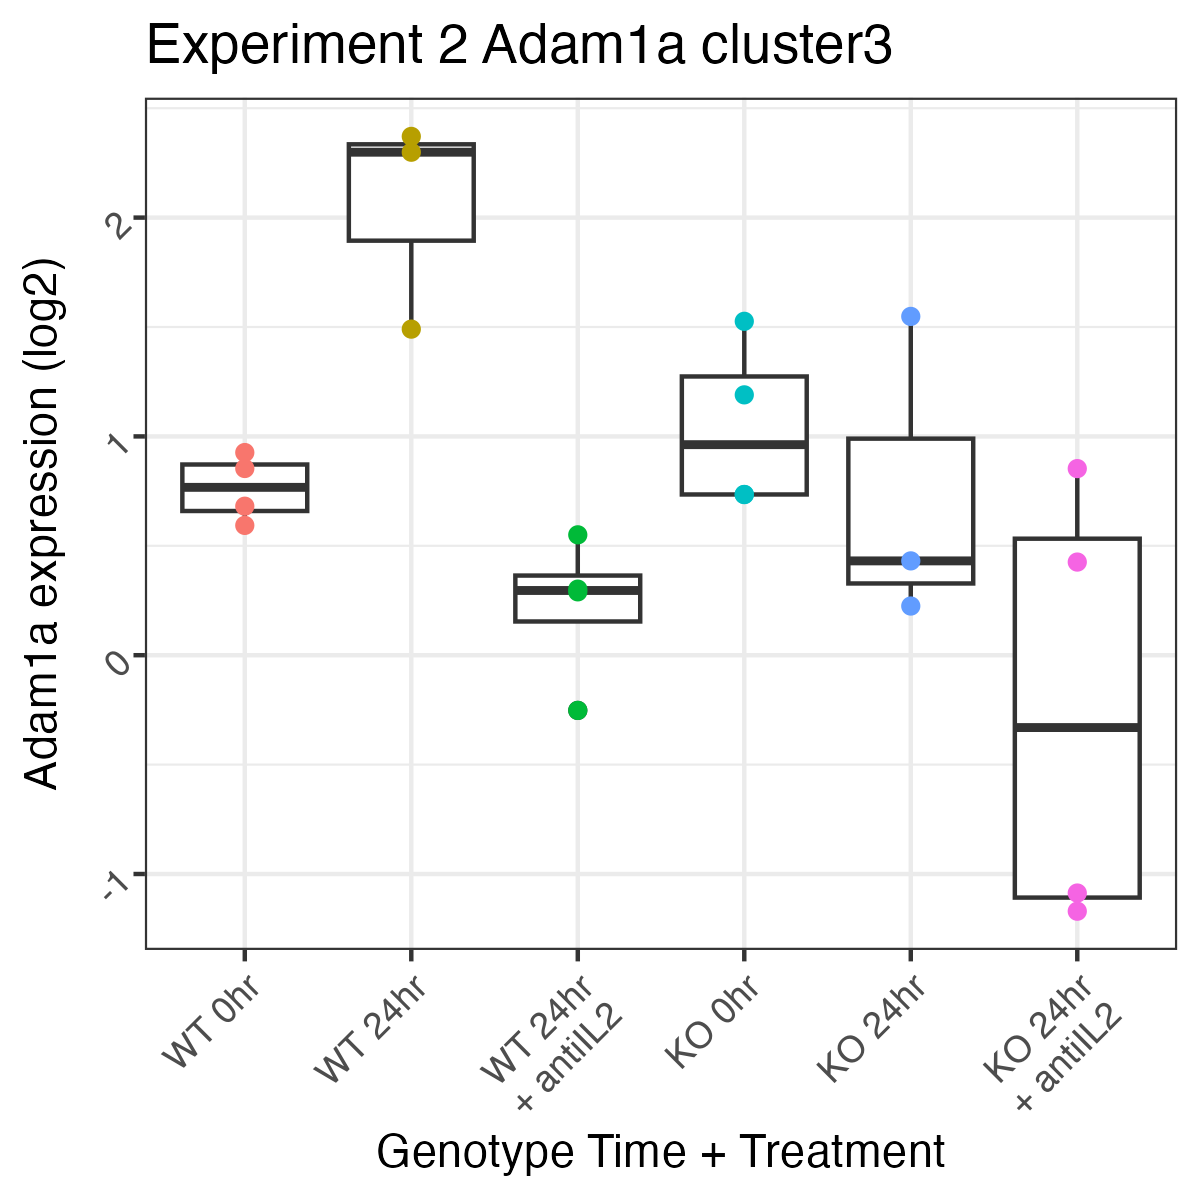 Experiment 2 Adam1a cluster3
Adam1a expression (log2)
2
1
0
-1
WT 0hr
WT 24hr
WT 24hr
+ antiIL2
KO 0hr
KO 24hr
KO 24hr
+ antiIL2
Genotype Time + Treatment